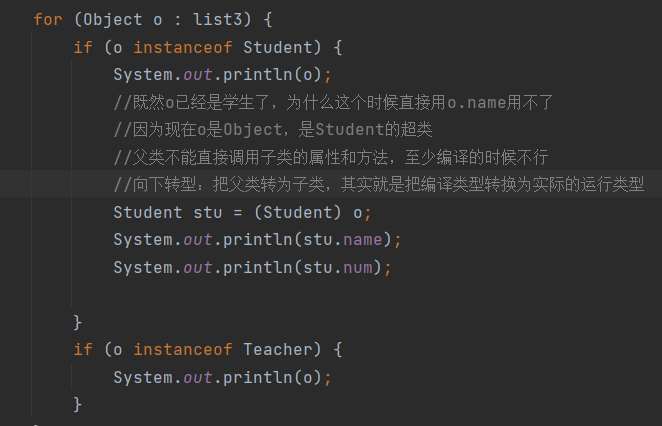 for (Object o : list3) {
if (o instanceof Student) {
System.out.println(o);
//既然o已经是学生了，为什么这个时候直接用o.name用不了
//因为现在o是Object，是Student的超类
//父类不能直接调用子类的属性和方法，至少编译的时候不行
//向下转型：把父类转为子类，其实就是把编译类型转换为实际的运行类型
Student stu = (Student) o;
System.out.println(stu.name);
System.out.println(stu.num);
}
if (o instanceof Teacher) {
System.out.println(o);
}